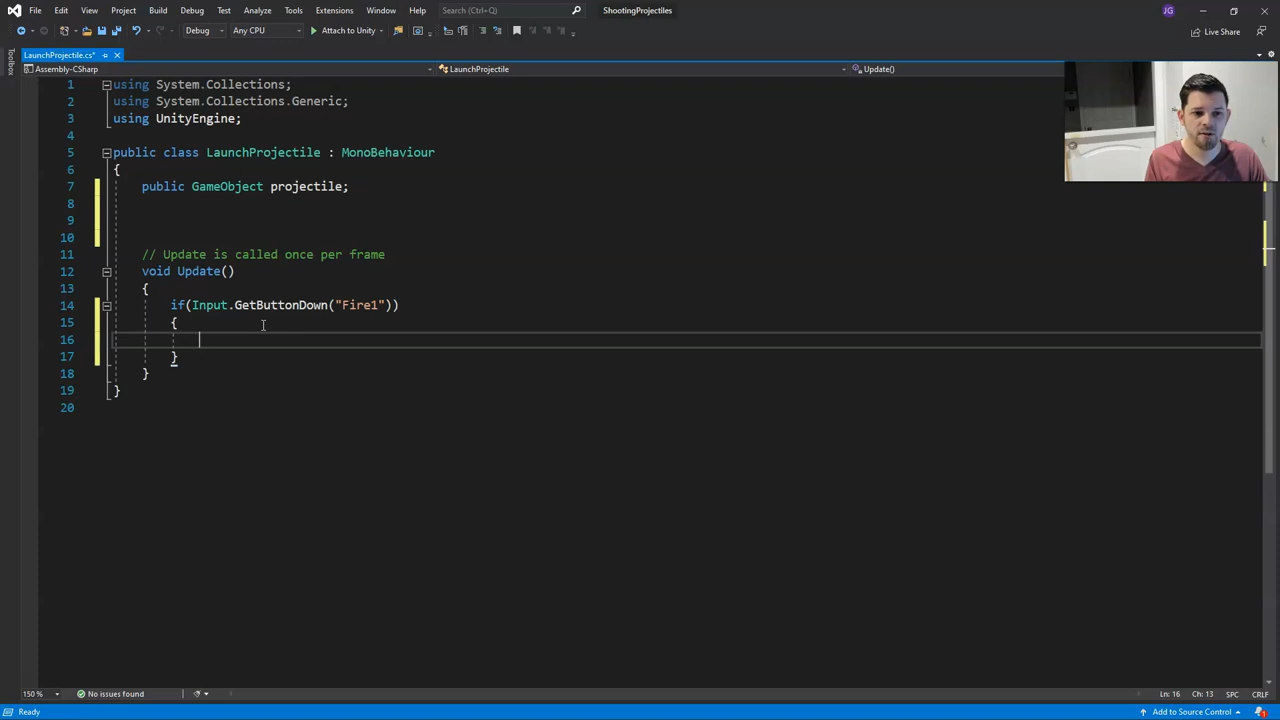 File Edit View Project Build Debug Test Analyze Tools Extensions Window Help Search (Ctrl+Q) ShootingProjectiles JG
Debug Any CPU Attach to Unity Live Share
LaunchProjectile.cs*
Toolbox
Assembly-CSharp LaunchProjectile Update()
1 using System.Collections;
2 using System.Collections.Generic;
3 using UnityEngine;
4
5 public class LaunchProjectile : MonoBehaviour
6 {
7 public GameObject projectile;
8
9
10
11 // Update is called once per frame
12 void Update()
13 {
14 if(Input.GetButtonDown("Fire1"))
15 {
16
17 }
18 }
19 }
20
150 % No issues found Ln: 16 Ch: 13 SPC CRLF
Ready Add to Source Control 1